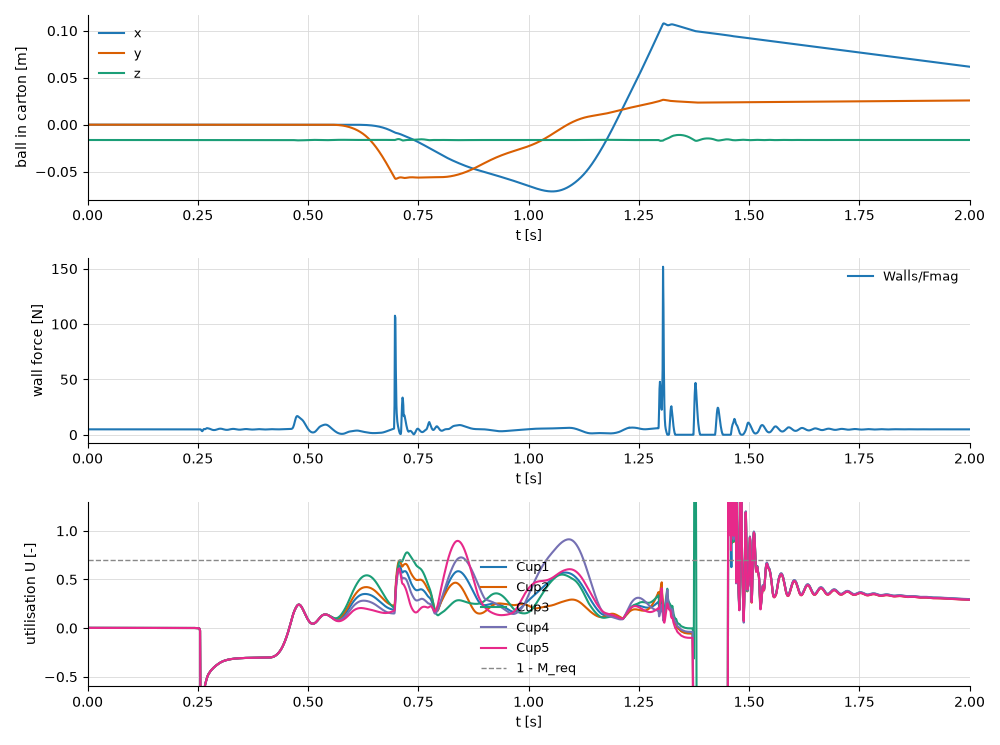 ball in carton [m]
0.10
0.05
0.00
−0.05
x
y
z
0.00 0.25 0.50 0.75 1.00 1.25 1.50 1.75 2.00
t [s]
wall force [N]
150
100
50
0
Walls/Fmag
0.00 0.25 0.50 0.75 1.00 1.25 1.50 1.75 2.00
t [s]
utilisation U [-]
1.0
0.5
0.0
−0.5
Cup1
Cup2
Cup3
Cup4
Cup5
1 - M_req
0.00 0.25 0.50 0.75 1.00 1.25 1.50 1.75 2.00
t [s]